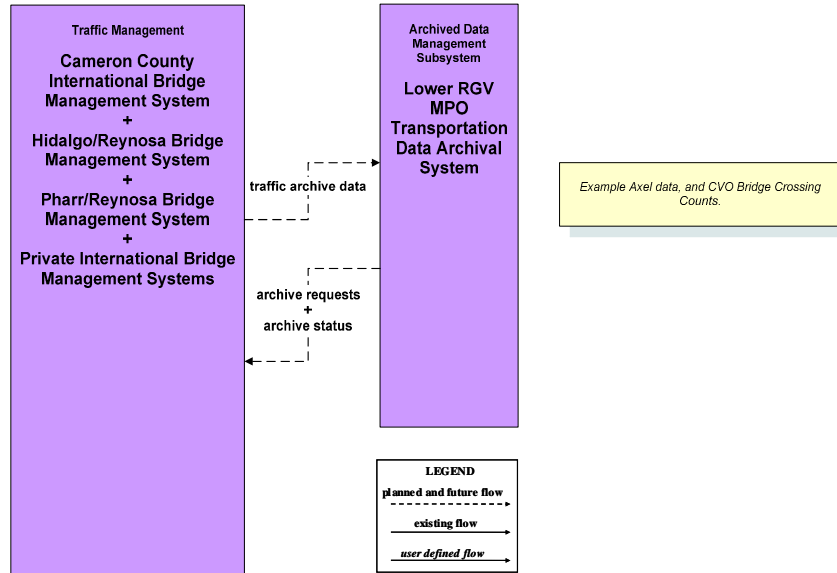 Traffic Management
Cameron County
International Bridge
Management System
+
Hidalgo/Reynosa Bridge
Management System
+
Pharr/Reynosa Bridge
Management System
+
Private International Bridge
Management Systems
traffic archive data
archive requests
+
archive status
Archived Data
Management
Subsystem
Lower RGV
MPO
Transportation
Data Archival
System
Example Axel data, and CVO Bridge Crossing
Counts.
LEGEND
planned and future flow
existing flow
user defined flow